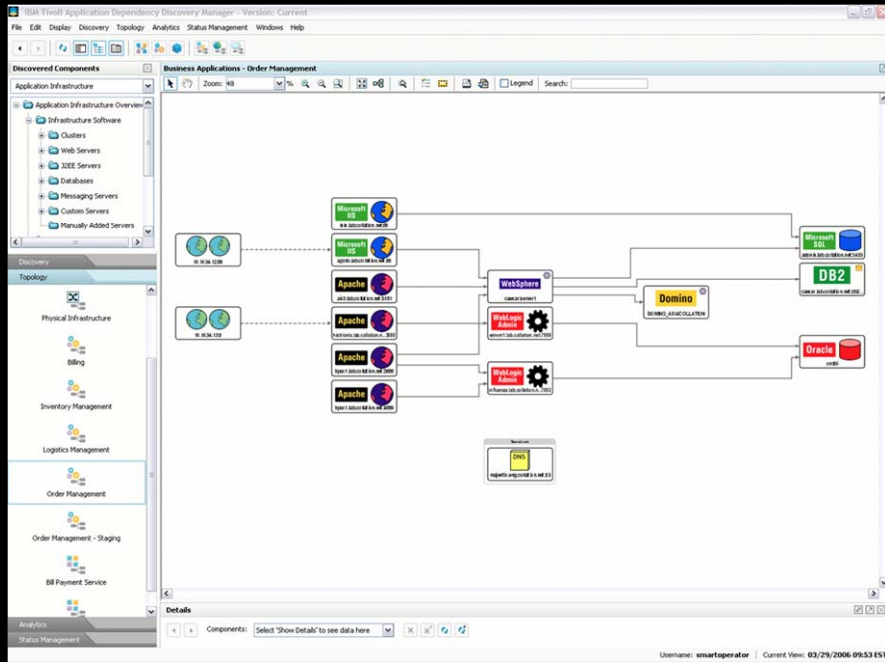 IBM Tivoli Application Dependency Discovery Manager - Version: Current
File Edit Display Discovery Topology Analytics Status Management Windows Help
Discovered Components
Business Applications - Order Management
Application Infrastructure
Zoom: 48 %
Legend
Search:
Application Infrastructure Overview
Infrastructure Software
Clusters
Web Servers
J2EE Servers
Databases
Messaging Servers
Custom Servers
Manually Added Servers
Discovery
Topology
Physical Infrastructure
Billing
Inventory Management
Logistics Management
Order Management
Order Management - Staging
Bill Payment Service
Analytics
Status Management
Microsoft IIS
Microsoft IIS
Apache
Apache
Apache
Apache
WebSphere
WebLogic Admin
WebLogic Admin
Domino
DOMINO_ANACOLLATION
Microsoft SQL
DB2
Oracle
Services
DNS
Details
Components: Select 'Show Details' to see data here
Username: smartoperator Current View: 03/29/2006 09:53 EST